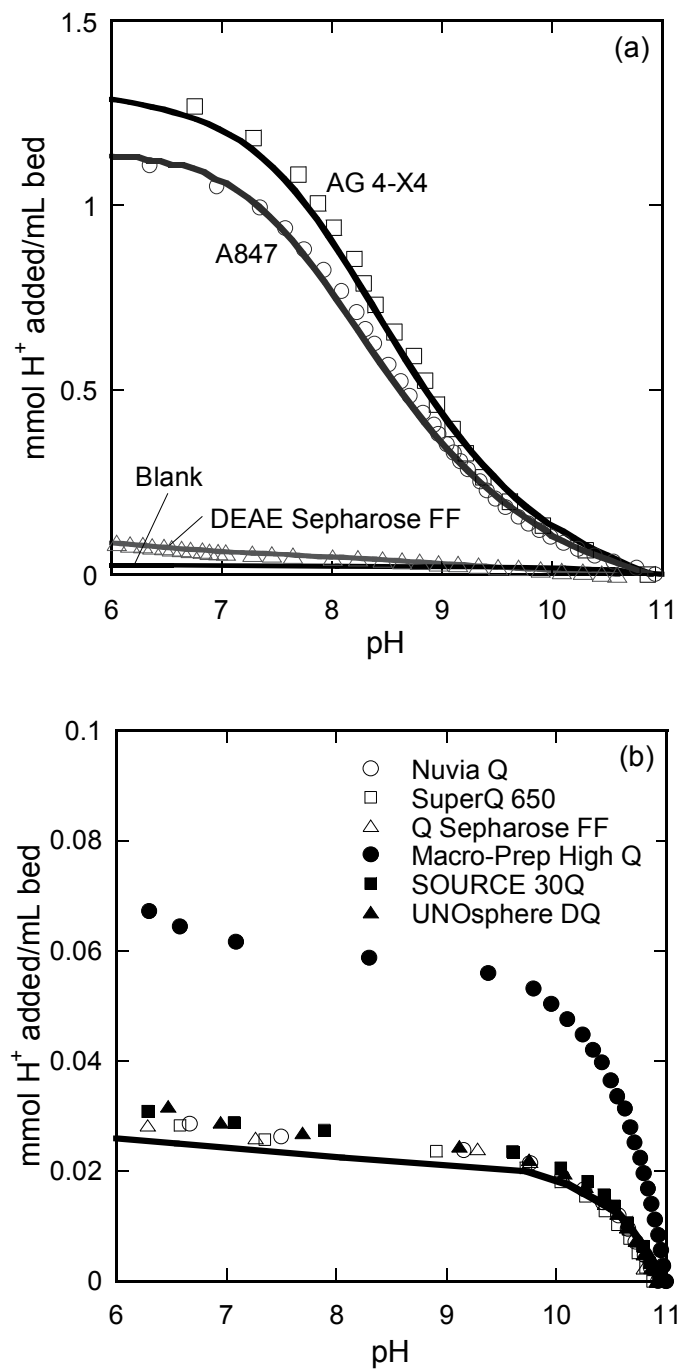 1.5
(a)
AG 4-X4
1
A847
mmol H⁺ added/mL bed
0.5
Blank
DEAE Sepharose FF
0
6 7 8 9 10 11
pH
0.1
(b)
Nuvia Q
SuperQ 650
0.08
Q Sepharose FF
Macro-Prep High Q
SOURCE 30Q
UNOsphere DQ
0.06
mmol H⁺ added/mL bed
0.04
0.02
0
6 7 8 9 10 11
pH